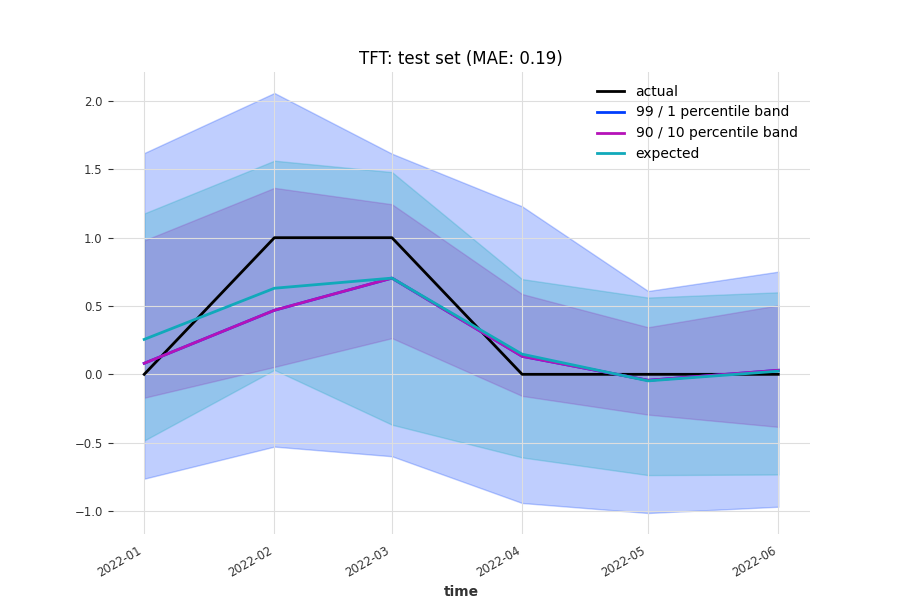 TFT: test set (MAE: 0.19)
actual
99 / 1 percentile band
90 / 10 percentile band
expected
2.0
1.5
1.0
0.5
0.0
−0.5
−1.0
2022-01
2022-02
2022-03
2022-04
2022-05
2022-06
time